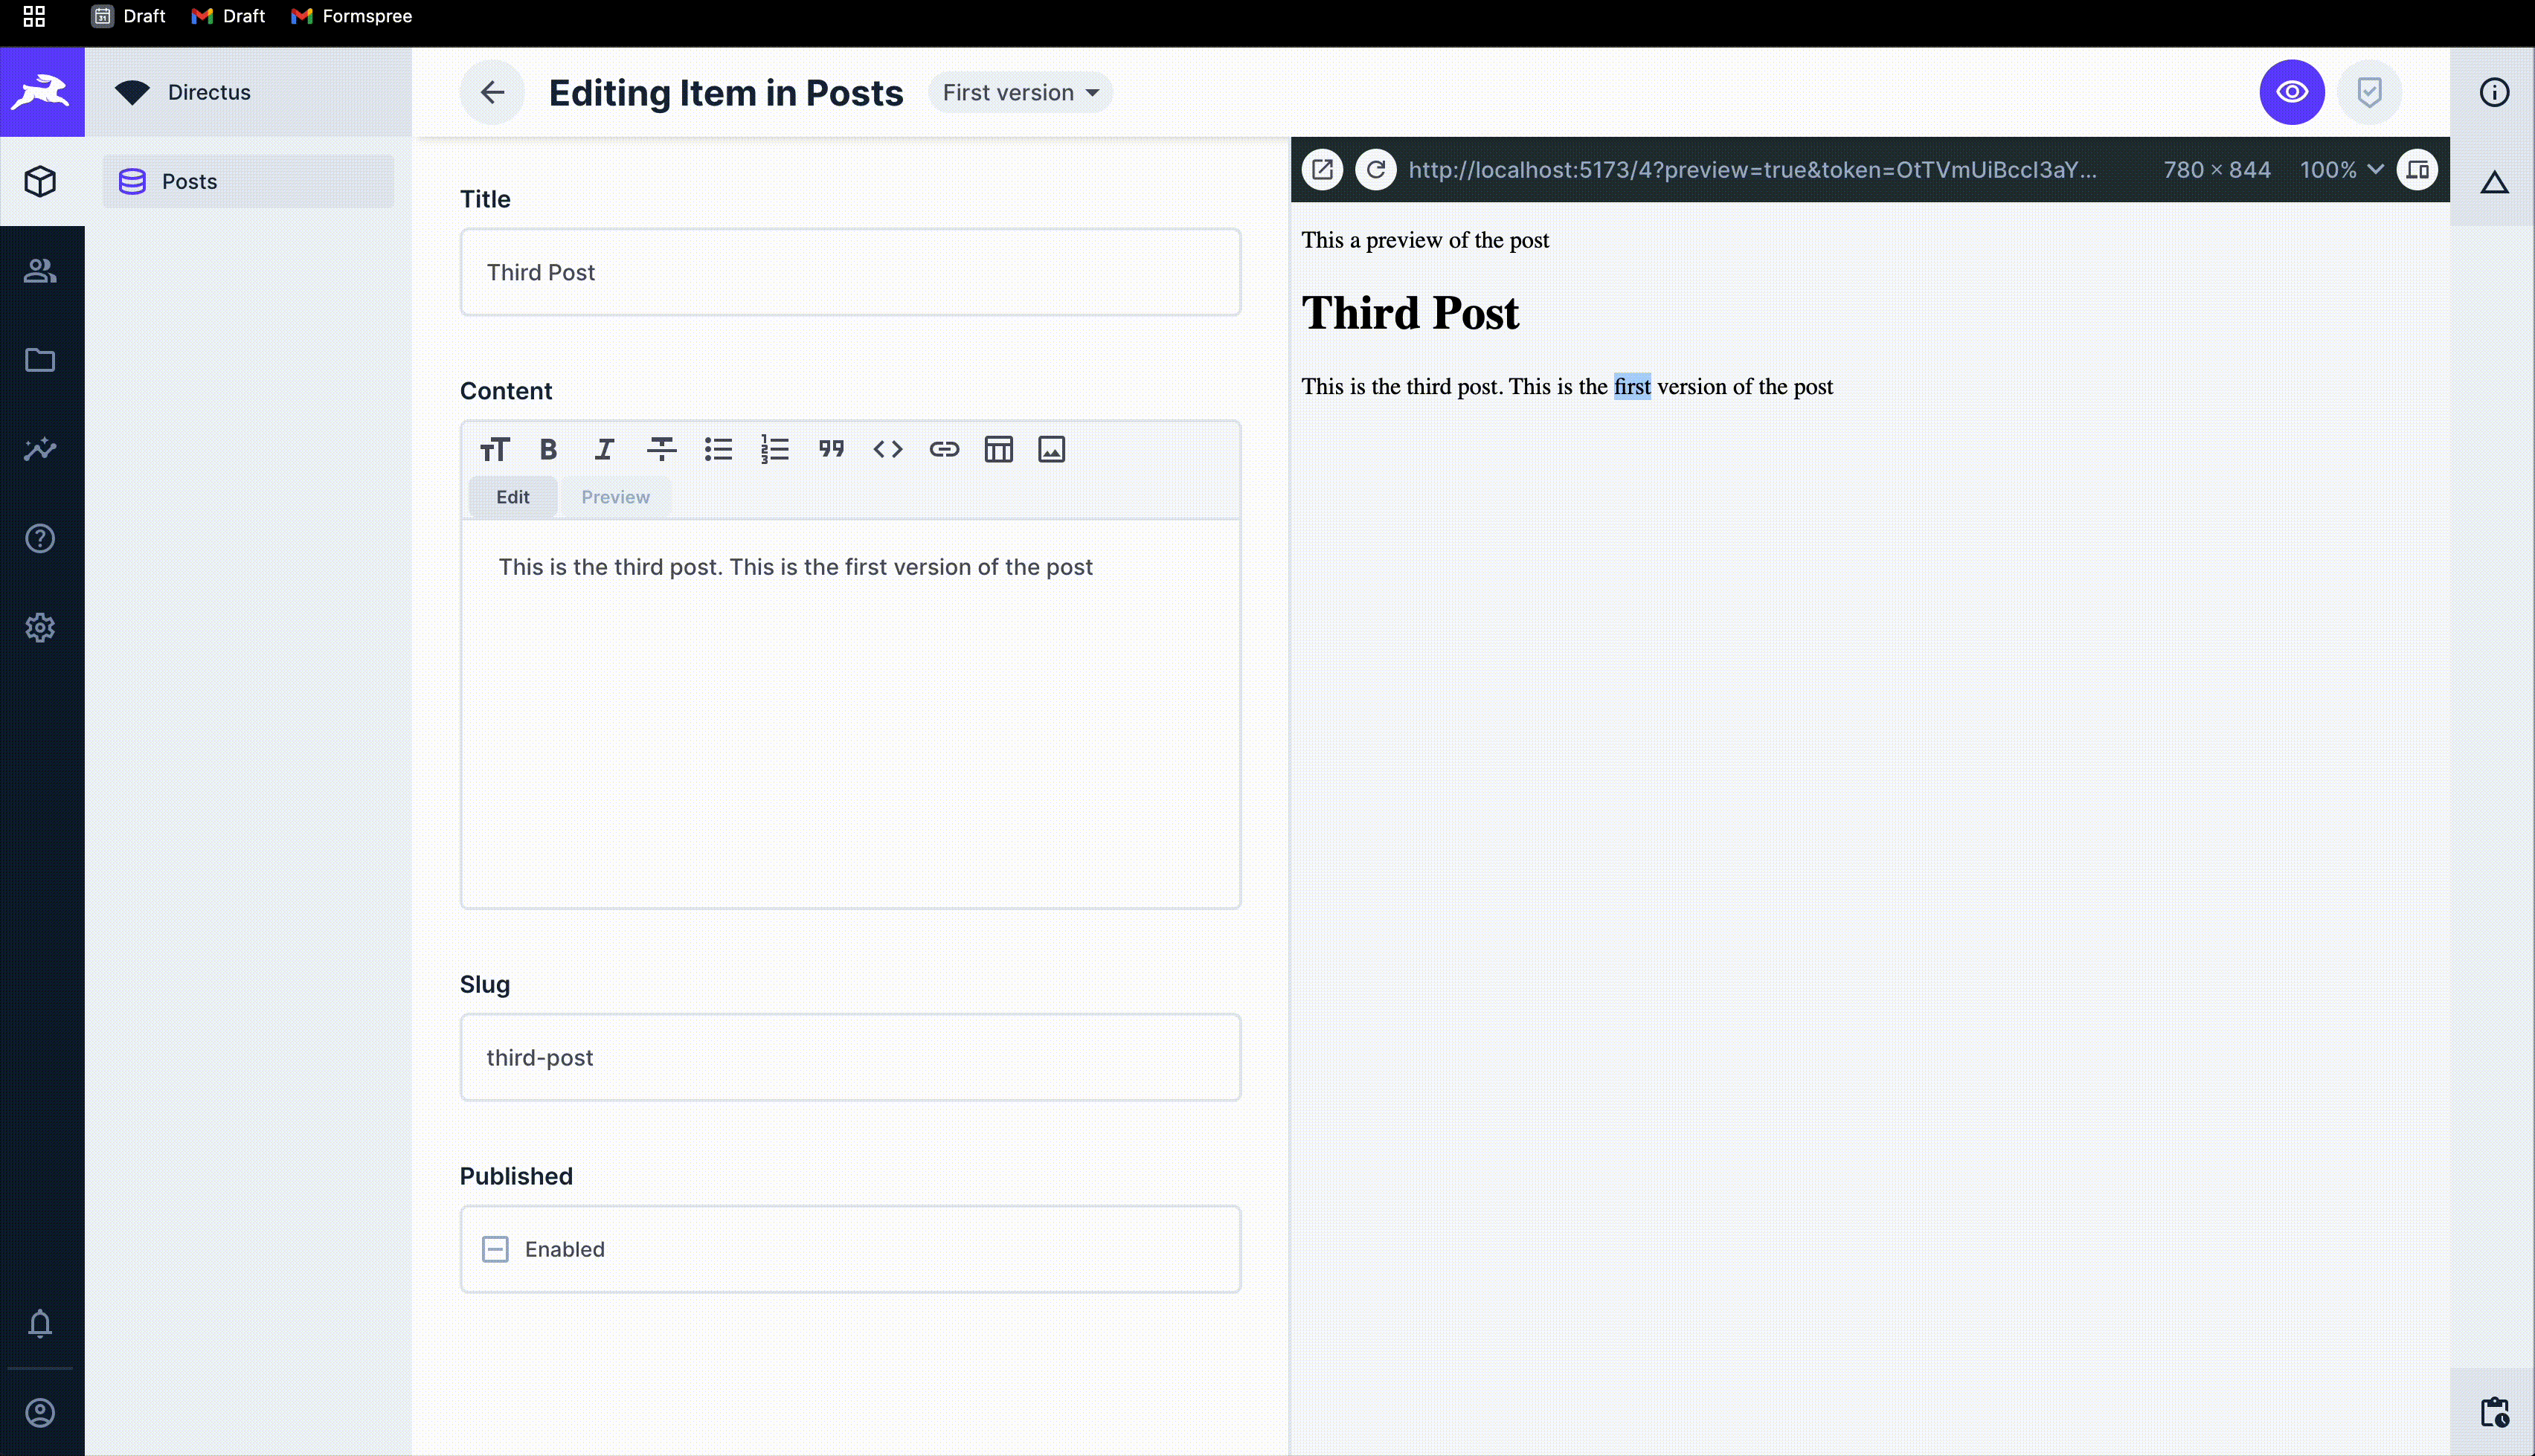 Draft
Draft
Formspree
Directus
Editing Item in Posts
First version
Posts
http://localhost:5173/4?preview=true&token=OtTVmUiBccI3aY...
780 × 844
100%
Title
Third Post
Content
Edit
Preview
This is the third post. This is the first version of the post
Slug
third-post
Published
Enabled
This a preview of the post
Third Post
This is the third post. This is the first version of the post